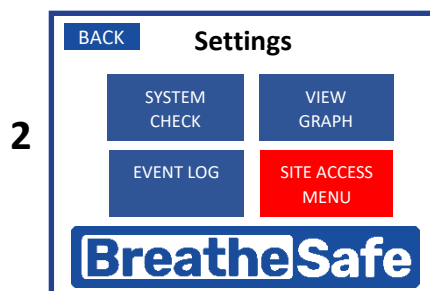 BACK
Settings
SYSTEM
CHECK
VIEW
GRAPH
2
EVENT LOG
SITE ACCESS
MENU
BreatheSafe